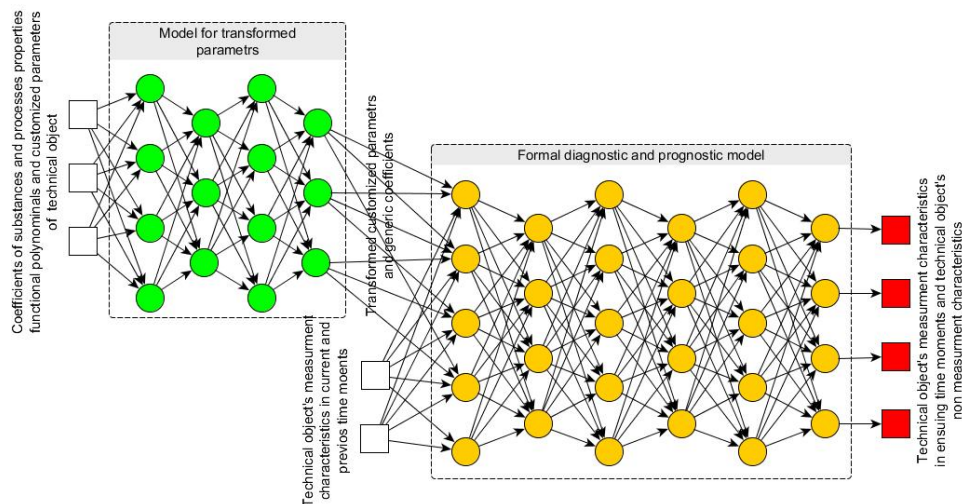 Model for transformed
parametrs
Coefficients of substances and processes properties
functional polynominals and customized parameters
of technical object
Transformed customized parametrs
and generic coefficients
Technical object's measurment
characteristics in current and
previos time moents
Formal diagnostic and prognostic model
Technical object's measurment characteristics
in ensuing time moments and technical object's
non measurment characteristics